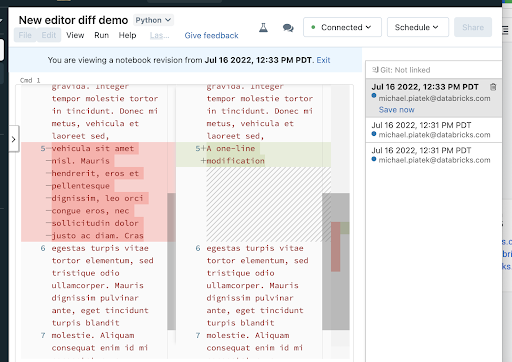 New editor diff demo Python
File Edit View Run Help Las... Give feedback
Connected Schedule Share
You are viewing a notebook revision from Jul 16 2022, 12:33 PM PDT. Exit
Cmd 1
gravida. Integer
tempor molestie tortor
in tincidunt. Donec mi
metus, vehicula et
laoreet sed,
5-vehicula sit amet
-nisl. Mauris
-hendrerit, eros et
-pellentesque
-dignissim, leo orci
-congue eros, nec
-sollicitudin dolor
-justo ac diam. Cras
6 egestas turpis vitae
tortor elementum, sed
tristique odio
ullamcorper. Mauris
dignissim pulvinar
ante, eget tincidunt
turpis blandit
7 molestie. Aliquam
consequat enim id mi
gravida. Integer
tempor molestie tortor
in tincidunt. Donec mi
metus, vehicula et
laoreet sed,
5+A one-line
+modification
6 egestas turpis vitae
tortor elementum, sed
tristique odio
ullamcorper. Mauris
dignissim pulvinar
ante, eget tincidunt
turpis blandit
7 molestie. Aliquam
consequat enim id mi
Git: Not linked
Jul 16 2022, 12:33 PM PDT
michael.piatek@databricks.com
Save now
Jul 16 2022, 12:31 PM PDT
michael.piatek@databricks.com
Jul 16 2022, 12:31 PM PDT
michael.piatek@databricks.com